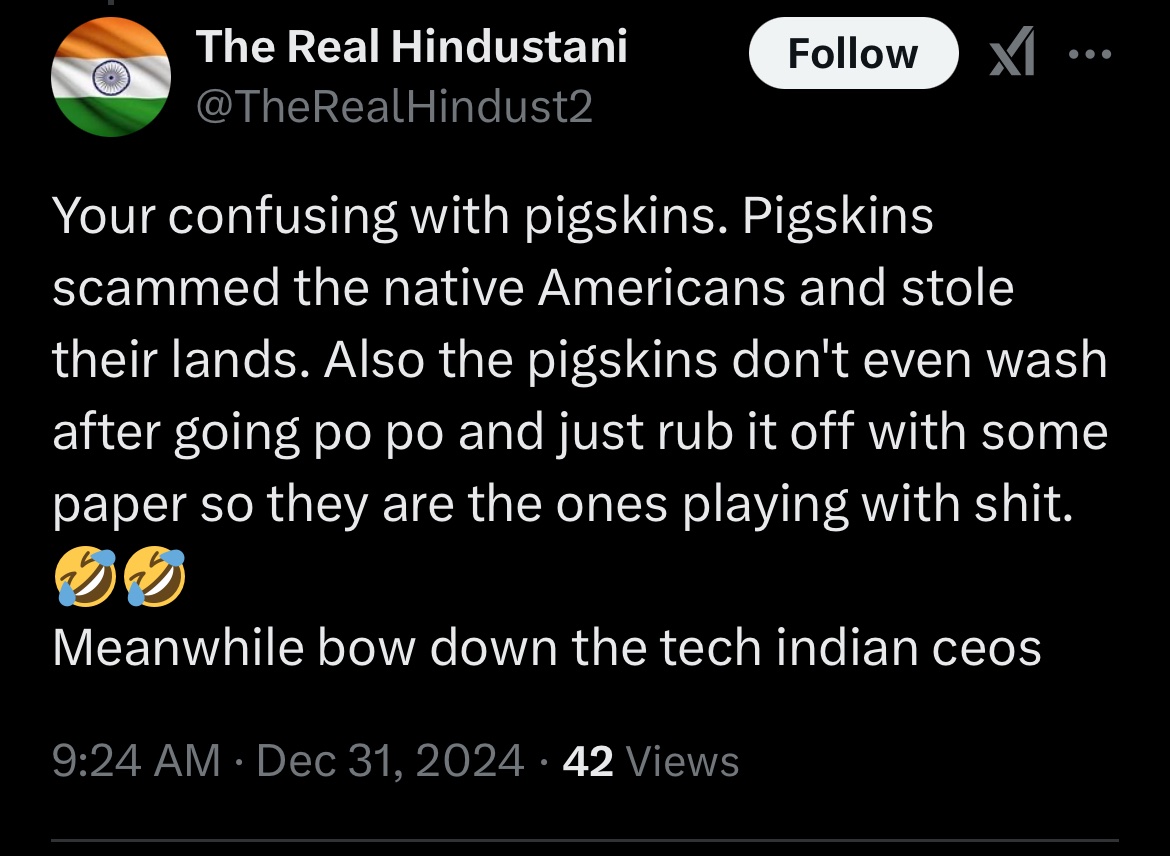 The Real Hindustani
Follow
@TheRealHindust2
Your confusing with pigskins. Pigskins
scammed the native Americans and stole
their lands. Also the pigskins don't even wash
after going po po and just rub it off with some
paper so they are the ones playing with shit.
🤣🤣
Meanwhile bow down the tech indian ceos
9:24 AM · Dec 31, 2024 · 42 Views